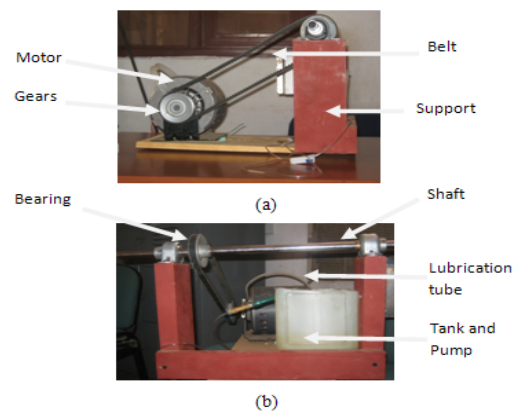 Motor
Belt
Gears
Support
(a)
Bearing
Shaft
Lubrication
tube
Tank and
Pump
(b)